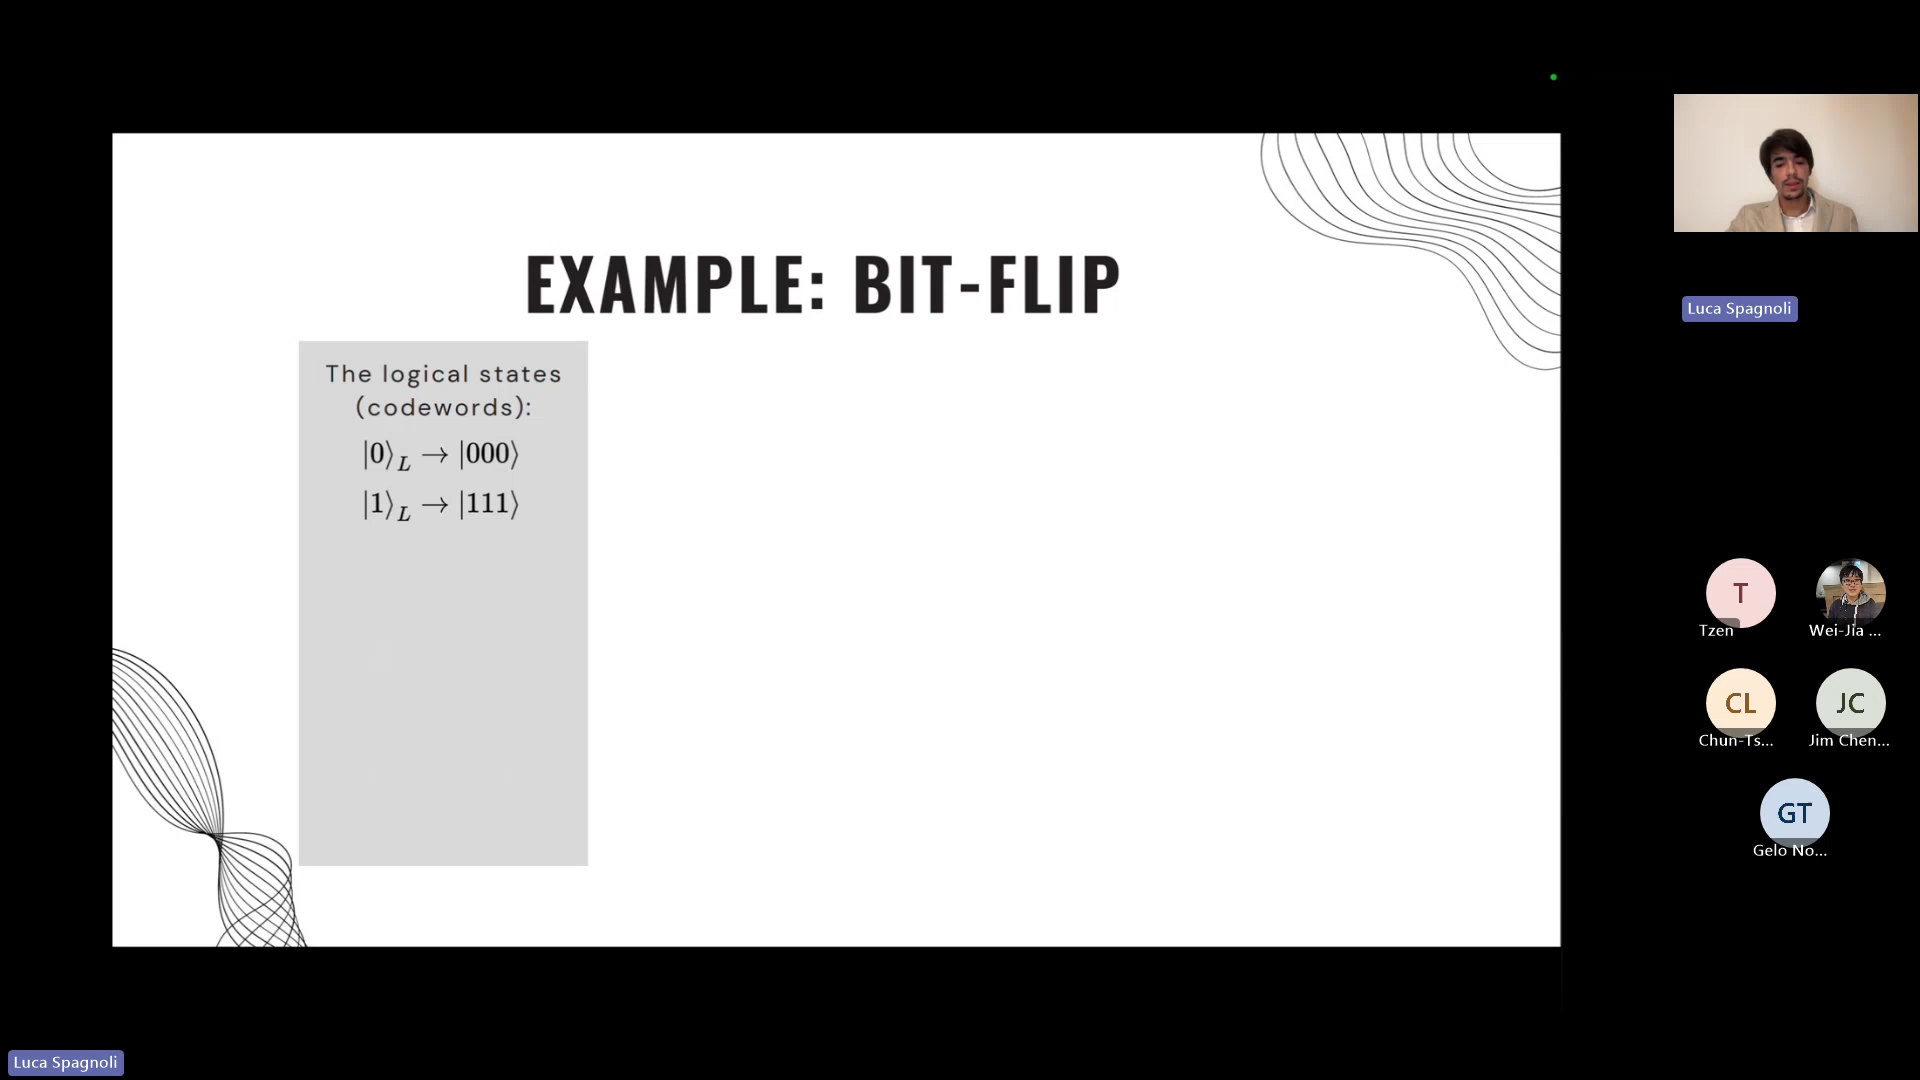 EXAMPLE: BIT-FLIP
The logical states
(codewords):
|0⟩_L → |000⟩
|1⟩_L → |111⟩
Luca Spagnoli
T
Tzen
Wei-Jia ...
CL
Chun-Ts...
JC
Jim Chen...
GT
Gelo No...
Luca Spagnoli